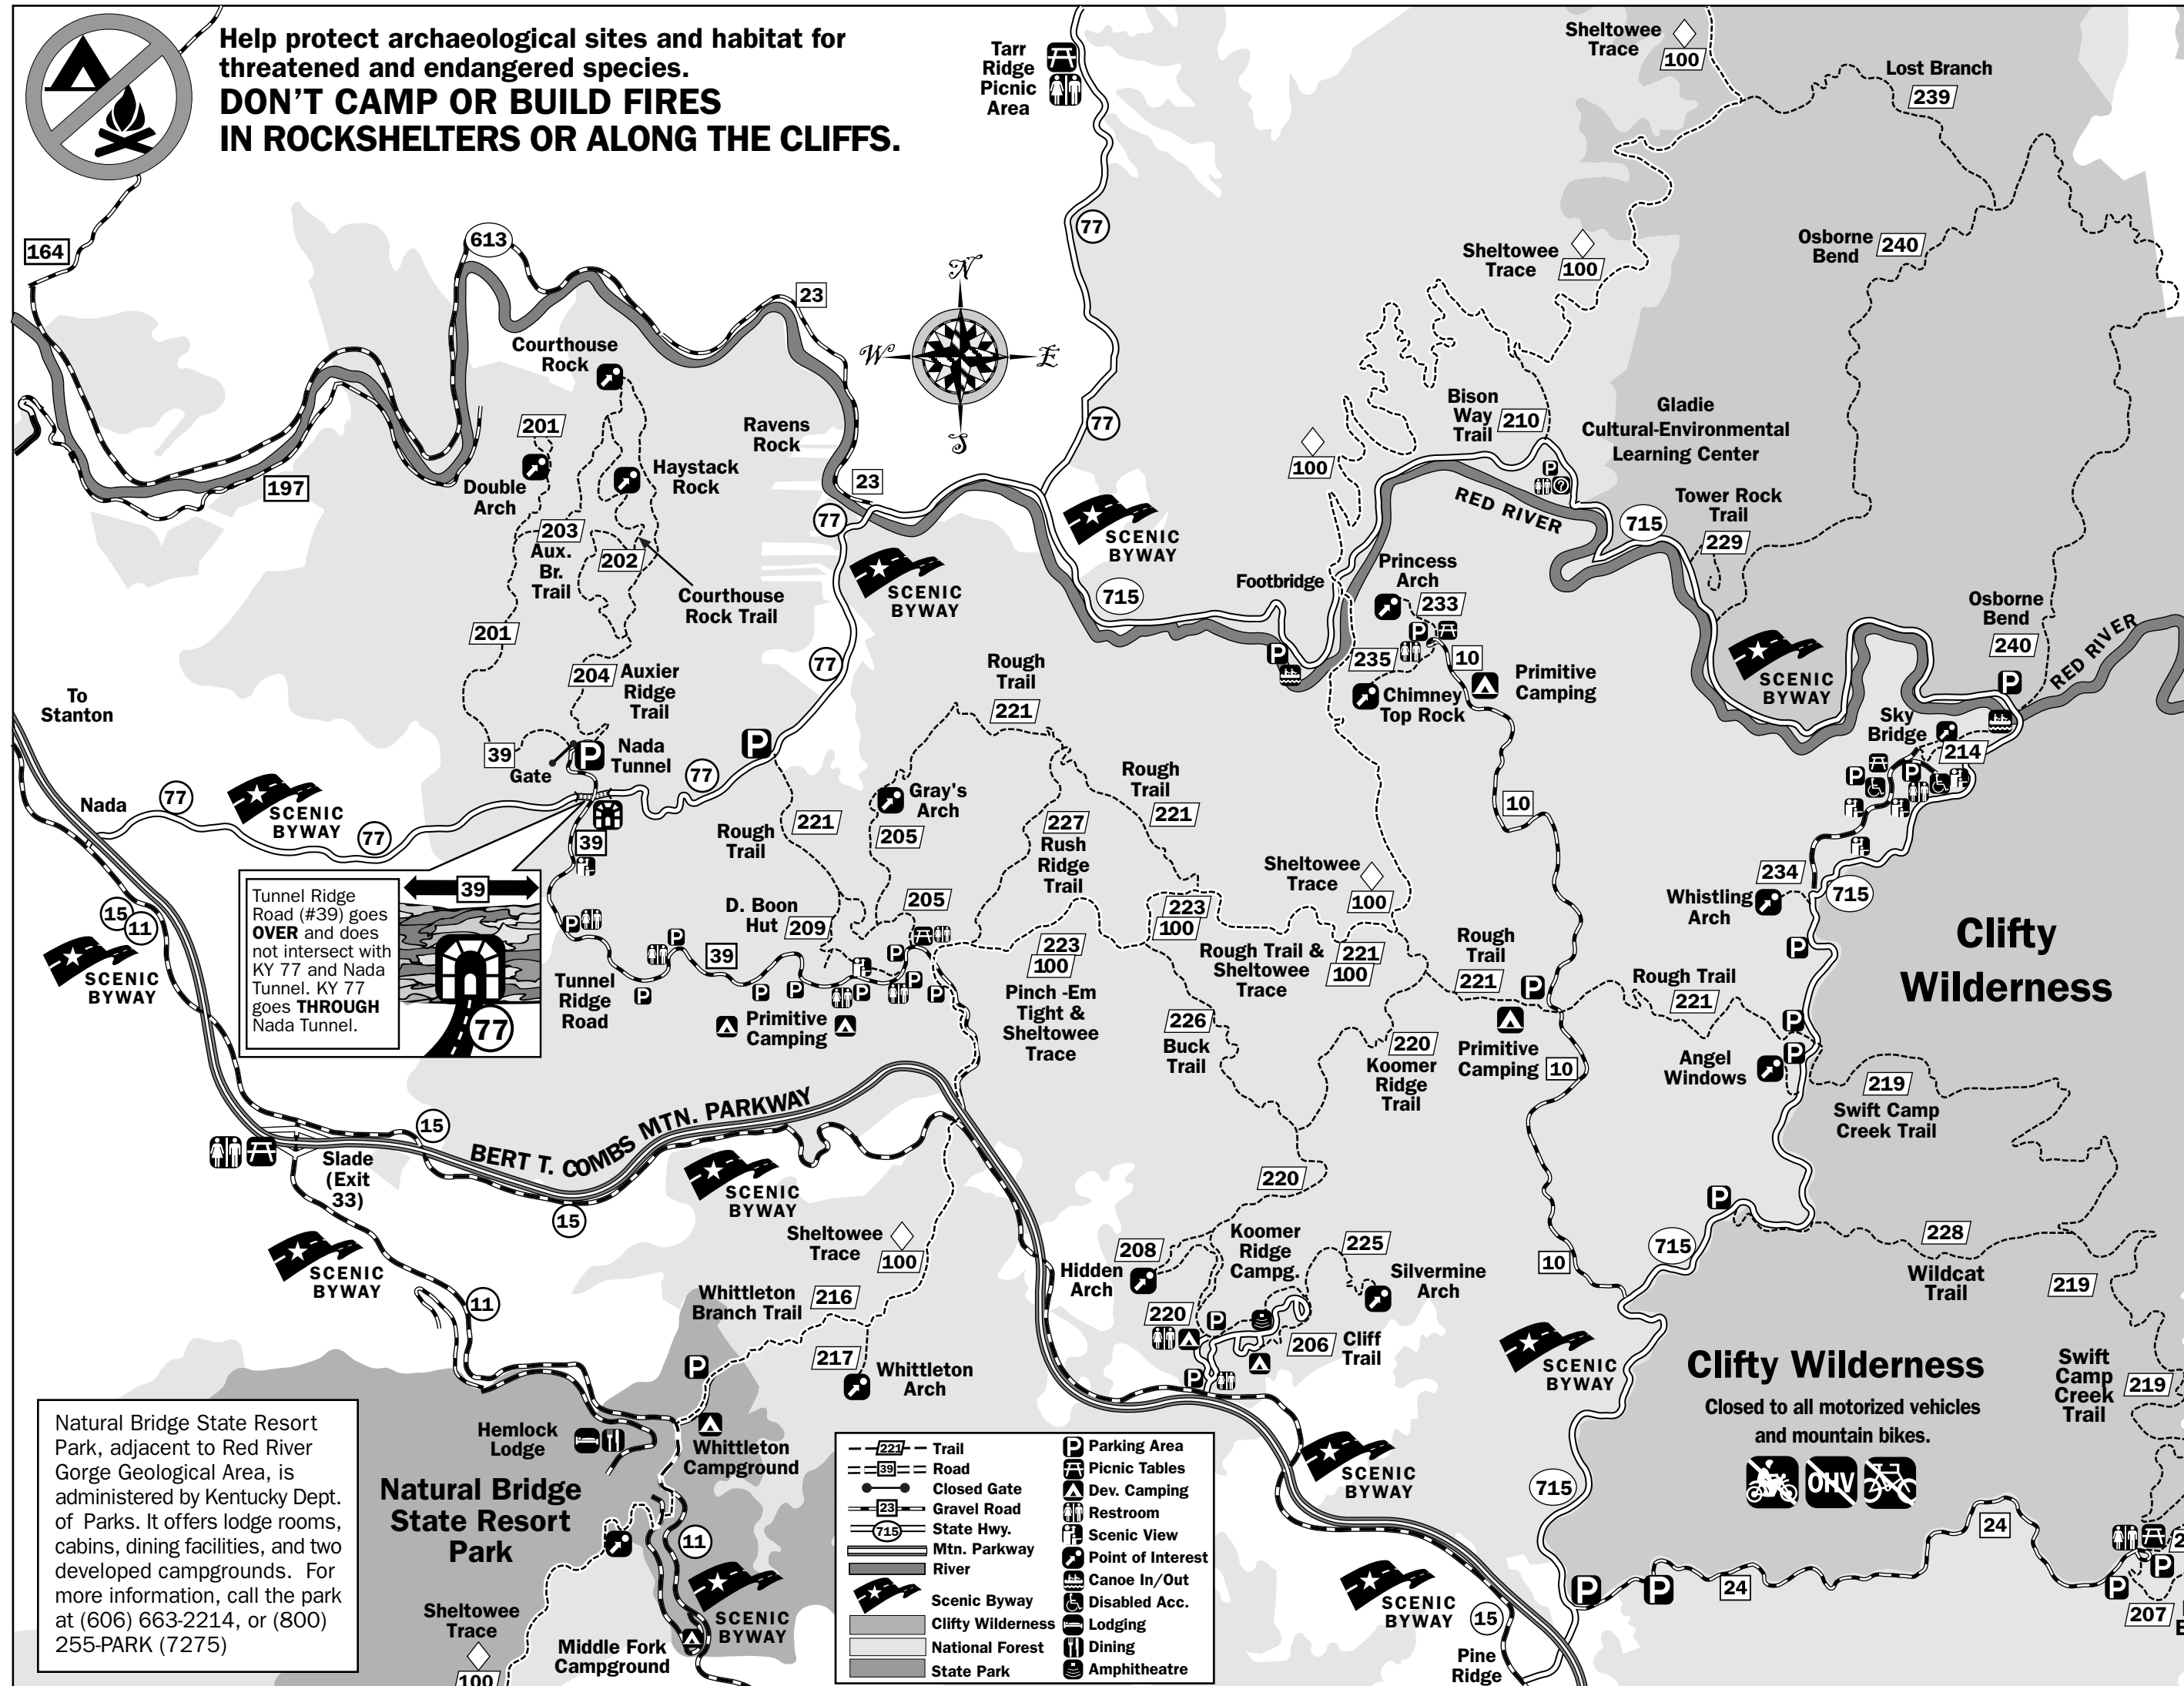 Help protect archaeological sites and habitat for
threatened and endangered species.
DON'T CAMP OR BUILD FIRES
IN ROCKSHELTERS OR ALONG THE CLIFFS.
Tarr
Ridge
Picnic
Area
Sheltowee
Trace
100
Lost Branch
239
164
613
77
Sheltowee
Trace
100
Osborne
Bend
240
23
N
W
E
S
Courthouse
Rock
201
Ravens
Rock
77
Bison
Way
Trail
210
Gladie
Cultural-Environmental
Learning Center
Double
Arch
Haystack
Rock
197
23
100
RED RIVER
Tower Rock
Trail
229
715
203
Aux.
Br.
Trail
202
77
SCENIC
BYWAY
SCENIC
BYWAY
Courthouse
Rock Trail
715
Footbridge
Princess
Arch
233
Osborne
Bend
240
RED RIVER
201
204
Auxier
Ridge
Trail
77
Rough
Trail
221
235
10
Primitive
Camping
Chimney
Top Rock
SCENIC
BYWAY
Sky
Bridge
214
To
Stanton
39
Gate
P
Nada
Tunnel
77
P
Nada
77
SCENIC
BYWAY
77
Gray's
Arch
205
Rough
Trail
221
Rough
Trail
221
10
227
Rush
Ridge
Trail
39
Tunnel Ridge
Road (#39) goes
OVER and does
not intersect with
KY 77 and Nada
Tunnel. KY 77
goes THROUGH
Nada Tunnel.
39
77
15
11
SCENIC
BYWAY
D. Boon
Hut
209
205
223
100
Sheltowee
Trace
100
234
Whistling
Arch
715
Clifty
Wilderness
Tunnel
Ridge
Road
39
Primitive
Camping
223
100
Pinch -Em
Tight &
Sheltowee
Trace
Rough Trail &
Sheltowee
Trace
221
100
Rough
Trail
221
Rough Trail
221
226
Buck
Trail
220
Koomer
Ridge
Trail
Primitive
Camping
10
Angel
Windows
219
Swift Camp
Creek Trail
BERT T. COMBS MTN. PARKWAY
15
Slade
(Exit
33)
15
SCENIC
BYWAY
SCENIC
BYWAY
11
Sheltowee
Trace
100
Whittleton
Branch Trail
216
217
Whittleton
Arch
220
208
Hidden
Arch
Koomer
Ridge
Campg.
225
Silvermine
Arch
220
206
Cliff
Trail
10
715
228
Wildcat
Trail
219
SCENIC
BYWAY
Clifty Wilderness
Closed to all motorized vehicles
and mountain bikes.
OHV
Swift
Camp
Creek
Trail
219
Natural Bridge State Resort
Park, adjacent to Red River
Gorge Geological Area, is
administered by Kentucky Dept.
of Parks. It offers lodge rooms,
cabins, dining facilities, and two
developed campgrounds. For
more information, call the park
at (606) 663-2214, or (800)
255-PARK (7275)
Hemlock
Lodge
Whittleton
Campground
Natural Bridge
State Resort
Park
11
SCENIC
BYWAY
Sheltowee
Trace
100
Middle Fork
Campground
221 Trail
39 Road
Closed Gate
23 Gravel Road
715 State Hwy.
Mtn. Parkway
River
Scenic Byway
Clifty Wilderness
National Forest
State Park
P Parking Area
Picnic Tables
Dev. Camping
Restroom
Scenic View
Point of Interest
Canoe In/Out
Disabled Acc.
Lodging
Dining
Amphitheatre
SCENIC
BYWAY
SCENIC
BYWAY
715
15
Pine
Ridge
24
24
207